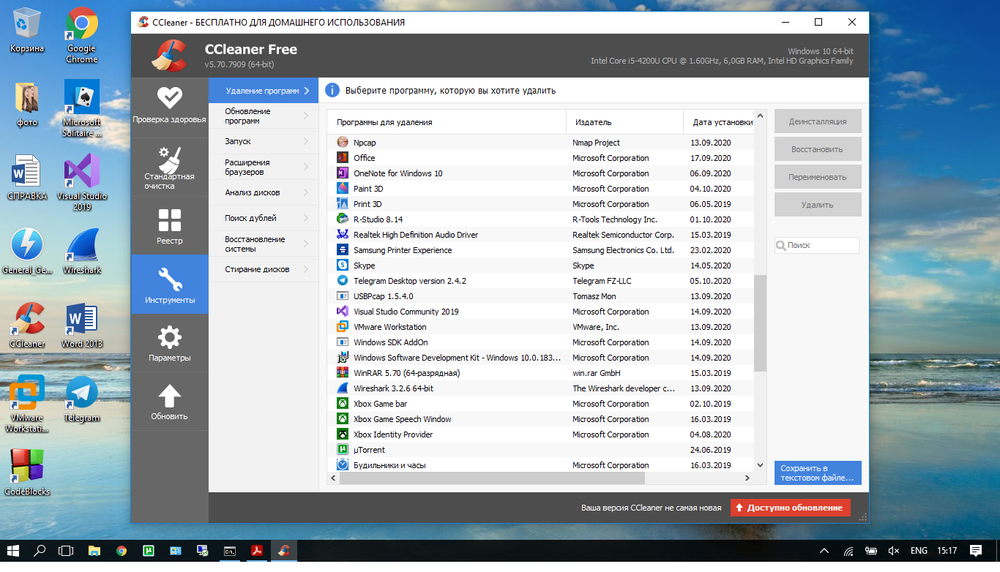 Корзина
Google
Chrome
фото
Microsoft
Solitaire ...
СПРАВКА
Visual Studio
2019
General_Ge...
Wireshark
CCleaner
Word 2013
VMware
Workstati...
Telegram
CodeBlocks
CCleaner - БЕСПЛАТНО ДЛЯ ДОМАШНЕГО ИСПОЛЬЗОВАНИЯ
CCleaner Free
v5.70.7909 (64-bit)
Windows 10 64-bit
Intel Core i5-4200U CPU @ 1.60GHz, 6,0GB RAM, Intel HD Graphics Family
Проверка здоровья
Стандартная
очистка
Реестр
Инструменты
Параметры
Обновить
Удаление программ
Обновление
программ
Запуск
Расширения
браузеров
Анализ дисков
Поиск дублей
Восстановление
системы
Стирание дисков
Выберите программу, которую вы хотите удалить
Программы для удаления Издатель Дата установки
Npcap Nmap Project 13.09.2020
Office Microsoft Corporation 17.09.2020
OneNote for Windows 10 Microsoft Corporation 06.09.2020
Paint 3D Microsoft Corporation 04.10.2020
Print 3D Microsoft Corporation 06.05.2019
R-Studio 8.14 R-Tools Technology Inc. 01.10.2020
Realtek High Definition Audio Driver Realtek Semiconductor Corp. 15.03.2019
Samsung Printer Experience Samsung Electronics Co. Ltd. 23.02.2020
Skype Skype 14.05.2019
Telegram Desktop version 2.4.2 Telegram FZ-LLC 05.10.2020
USBPcap 1.5.4.0 Tomasz Mon 13.09.2020
Visual Studio Community 2019 Microsoft Corporation 14.09.2020
VMware Workstation VMware, Inc. 13.09.2020
Windows SDK AddOn Microsoft Corporation 14.09.2020
Windows Software Development Kit - Windows 10.0.183... Microsoft Corporation 14.09.2020
WinRAR 5.70 (64-разрядная) win.rar GmbH 15.03.2019
Wireshark 3.2.6 64-bit The Wireshark developer c... 13.09.2020
Xbox Game bar Microsoft Corporation 02.10.2019
Xbox Game Speech Window Microsoft Corporation 16.03.2019
Xbox Identity Provider Microsoft Corporation 04.08.2020
µTorrent 24.06.2019
Будильники и часы Microsoft Corporation 16.03.2019
Деинсталляция
Восстановить
Переименовать
Удалить
Поиск
Сохранить в
текстовом файле...
Ваша версия CCleaner не самая новая
Доступно обновление
ENG 15:17